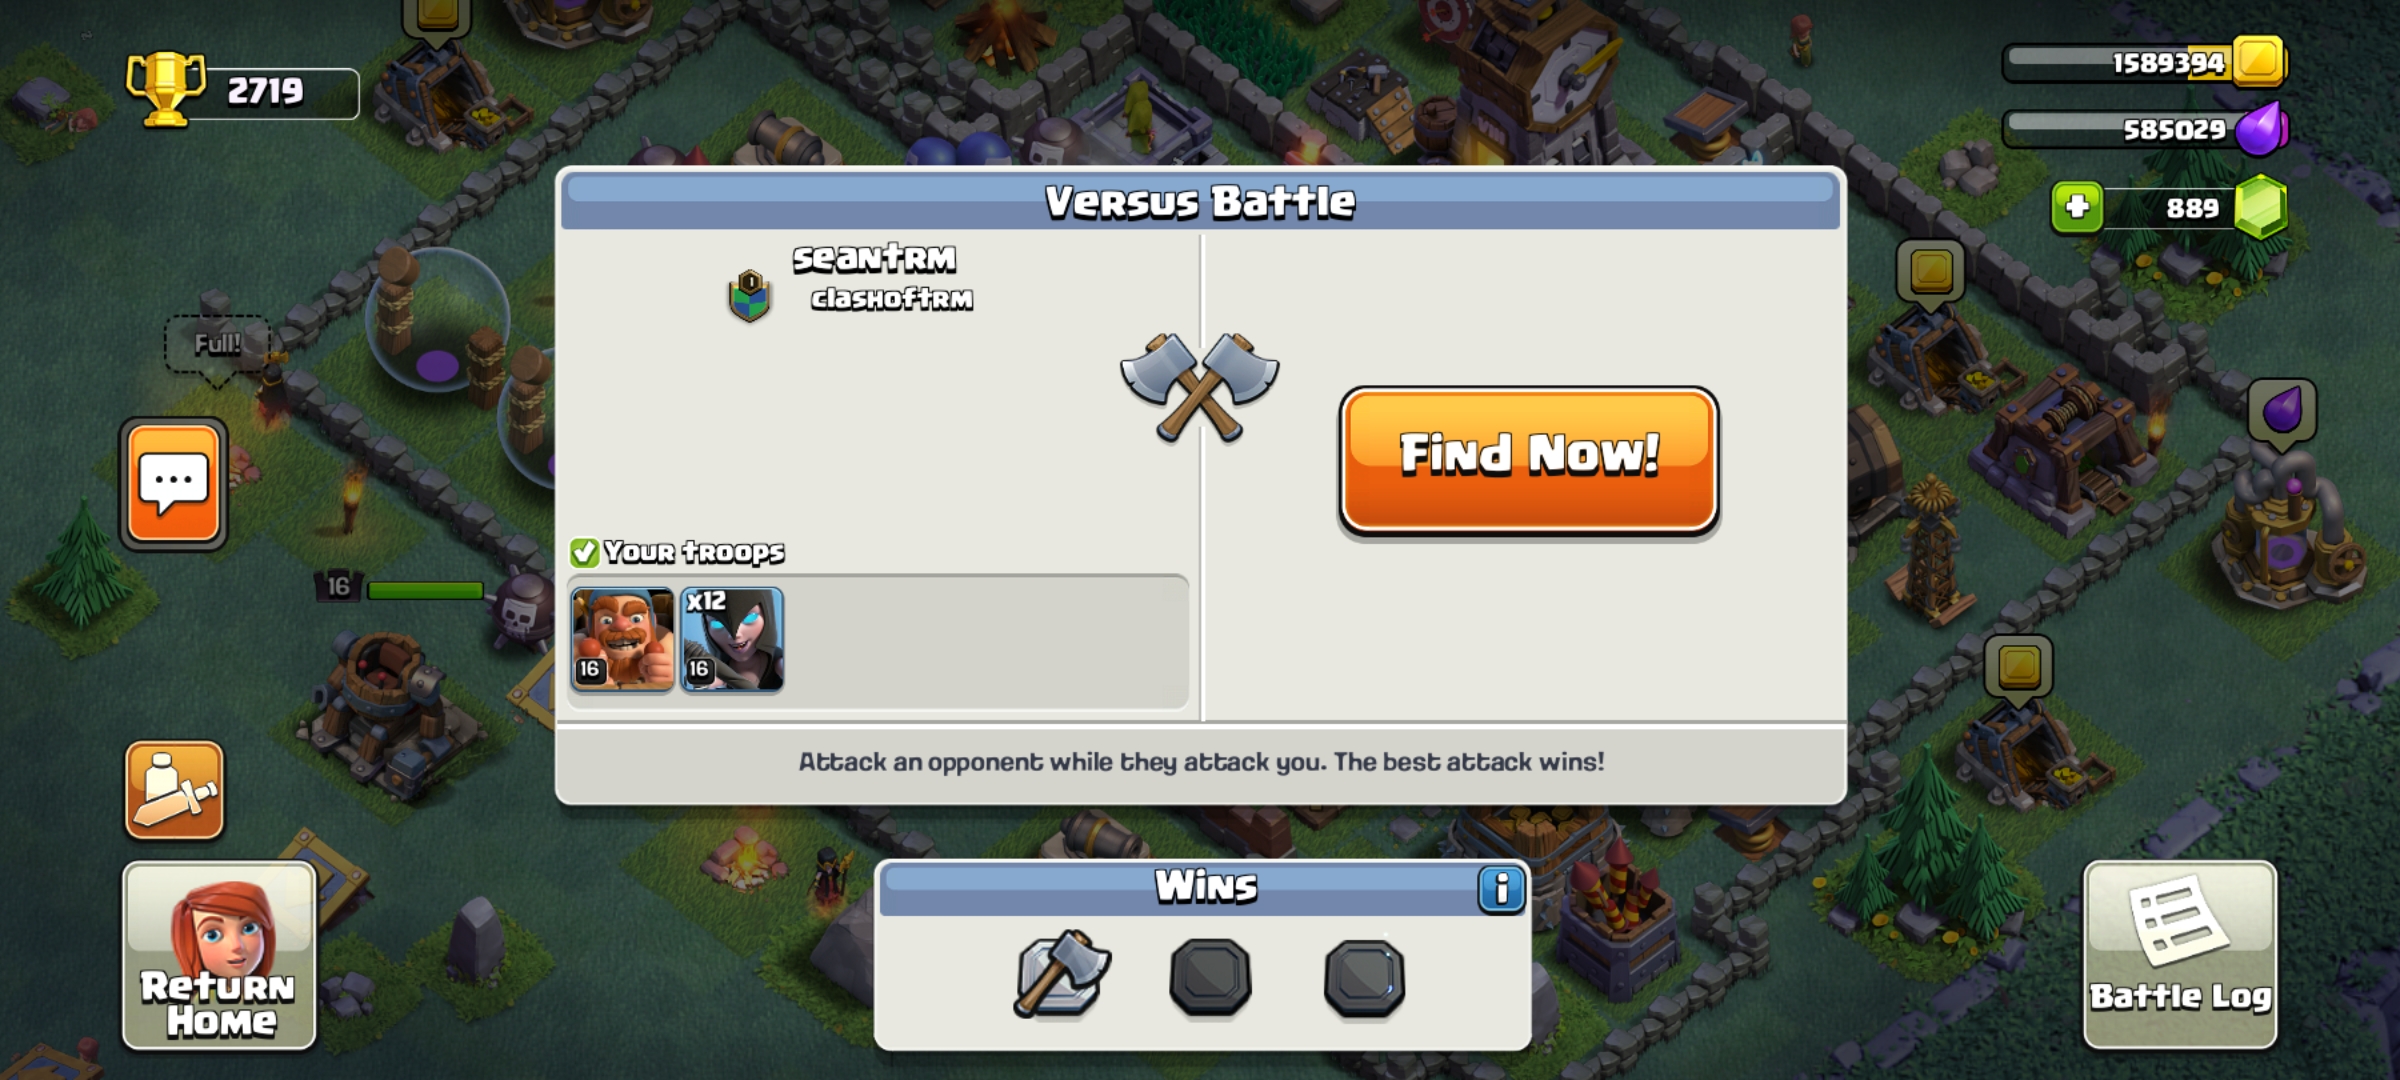 2719
1589394
585029
889
Versus Battle
seantrm
1
clashoftrm
Full!
Find Now!
Your troops
16
x12
16
16
Attack an opponent while they attack you. The best attack wins!
Wins
i
Return
Home
Battle Log